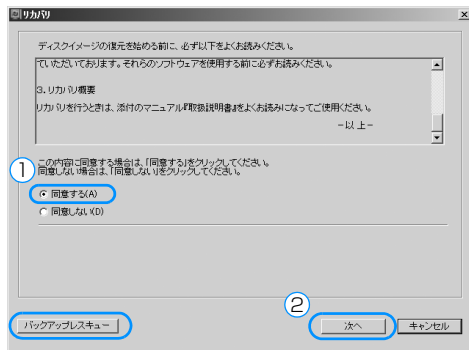 リカバリ
ディスクイメージの復元を始める前に、必ず以下をよくお読みください。
ていただいております。それらのソフトウェアを使用する前に必ずお読みください。
3. リカバリ概要
リカバリを行うときは、添付のマニュアル『取扱説明書』をよくお読みになってご使用ください。
－以 上－
この内容に同意する場合は、「同意する」をクリックしてください。
①
同意しない場合は、「同意しない」をクリックしてください。
同意する(A)
同意しない(D)
②
バックアップレスキュー
次へ
キャンセル